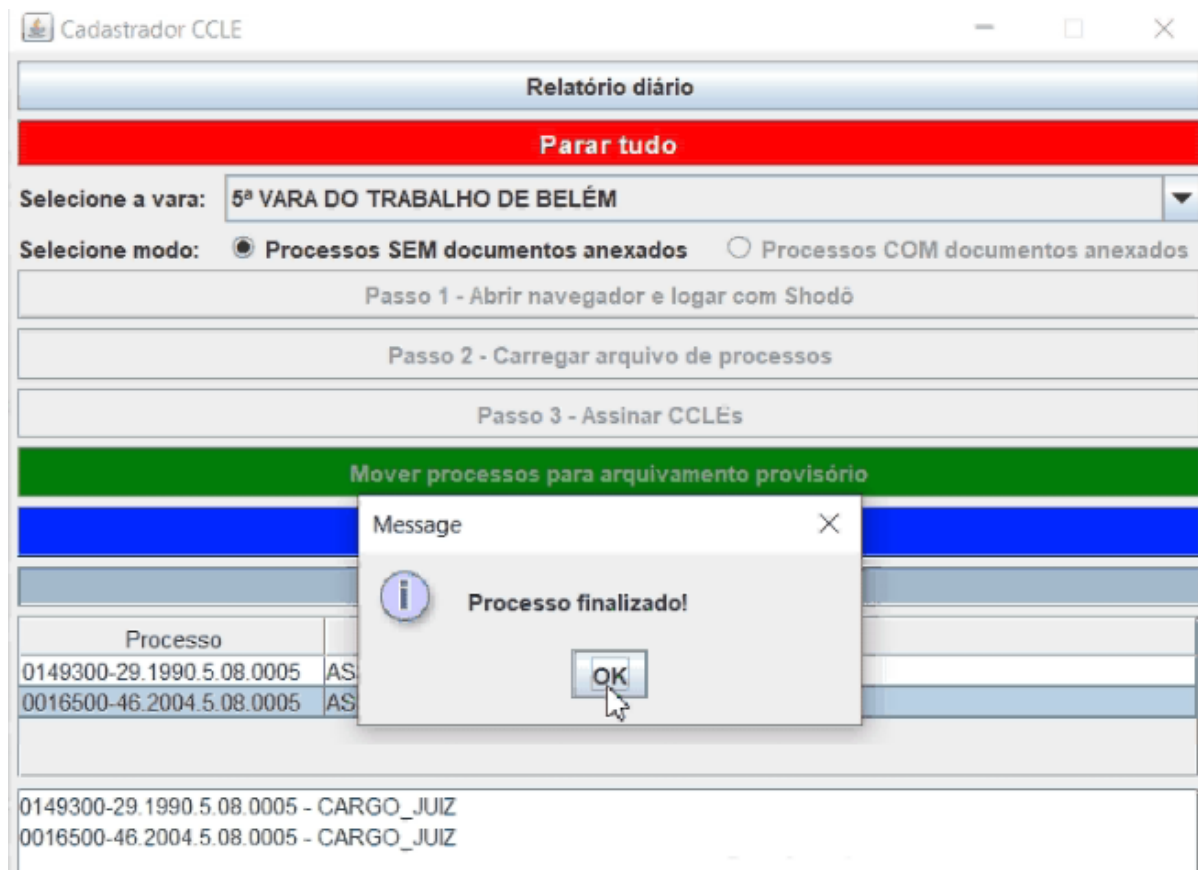 Cadastrador CCLE
Relatório diário
Parar tudo
Selecione a vara: 5ª VARA DO TRABALHO DE BELÉM
Selecione modo: Processos SEM documentos anexados Processos COM documentos anexados
Passo 1 - Abrir navegador e logar com Shodô
Passo 2 - Carregar arquivo de processos
Passo 3 - Assinar CCLEs
Mover processos para arquivamento provisório
Message
Processo finalizado!
OK
Processo
0149300-29.1990.5.08.0005 AS
0016500-46.2004.5.08.0005 AS
0149300-29.1990.5.08.0005 - CARGO_JUIZ
0016500-46.2004.5.08.0005 - CARGO_JUIZ